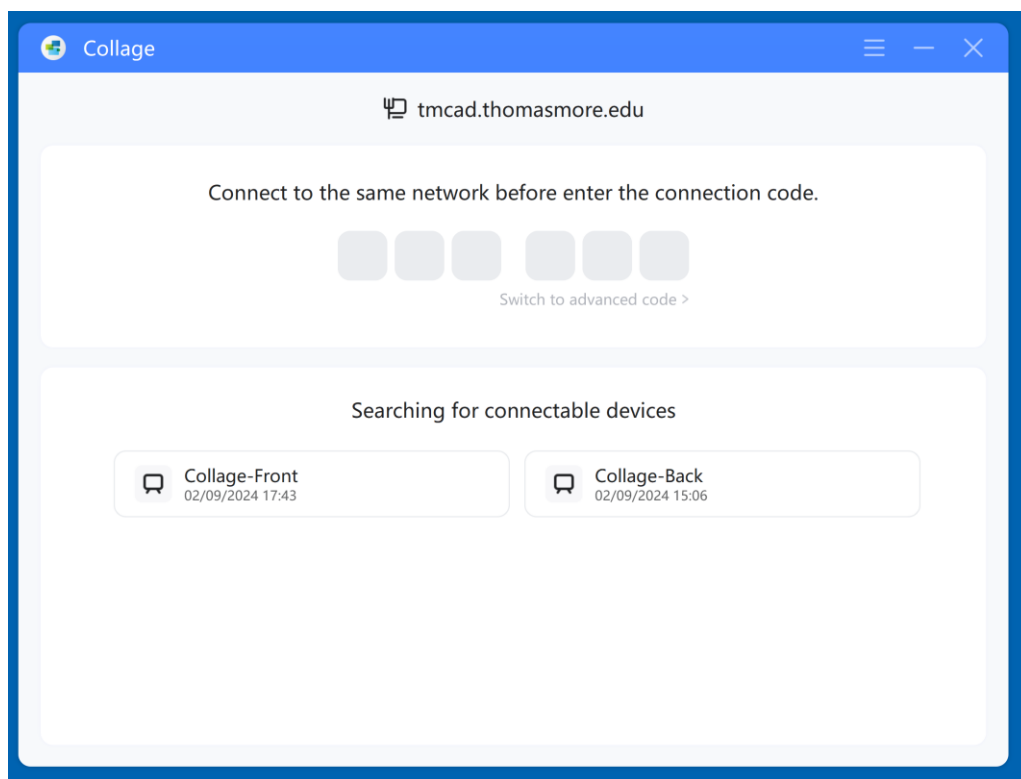 Collage
tmcad.thomasmore.edu
Connect to the same network before enter the connection code.
Switch to advanced code >
Searching for connectable devices
Collage-Front
02/09/2024 17:43
Collage-Back
02/09/2024 15:06